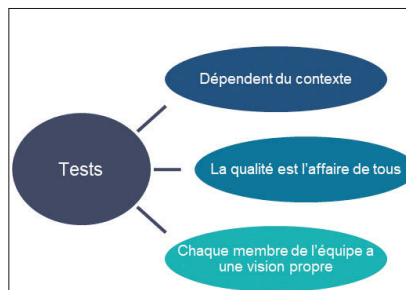 Dépendent du contexte
Tests
La qualité est l'affaire de tous
Chaque membre de l'équipe a
une vision propre